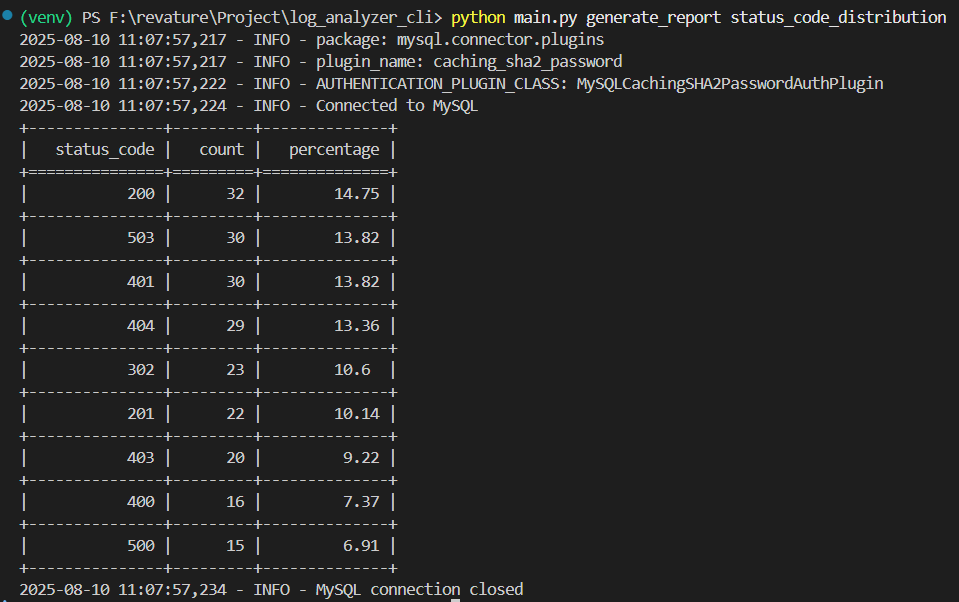 (venv) PS F:\revature\Project\log_analyzer_cli> python main.py generate_report status_code_distribution
2025-08-10 11:07:57,217 - INFO - package: mysql.connector.plugins
2025-08-10 11:07:57,217 - INFO - plugin_name: caching_sha2_password
2025-08-10 11:07:57,222 - INFO - AUTHENTICATION_PLUGIN_CLASS: MySQLCachingSHA2PasswordAuthPlugin
2025-08-10 11:07:57,224 - INFO - Connected to MySQL
+---------------+---------+--------------+
|   status_code |   count |   percentage |
+===============+=========+==============+
|           200 |      32 |        14.75 |
+---------------+---------+--------------+
|           503 |      30 |        13.82 |
+---------------+---------+--------------+
|           401 |      30 |        13.82 |
+---------------+---------+--------------+
|           404 |      29 |        13.36 |
+---------------+---------+--------------+
|           302 |      23 |        10.6  |
+---------------+---------+--------------+
|           201 |      22 |        10.14 |
+---------------+---------+--------------+
|           403 |      20 |         9.22 |
+---------------+---------+--------------+
|           400 |      16 |         7.37 |
+---------------+---------+--------------+
|           500 |      15 |         6.91 |
+---------------+---------+--------------+
2025-08-10 11:07:57,234 - INFO - MySQL connection closed